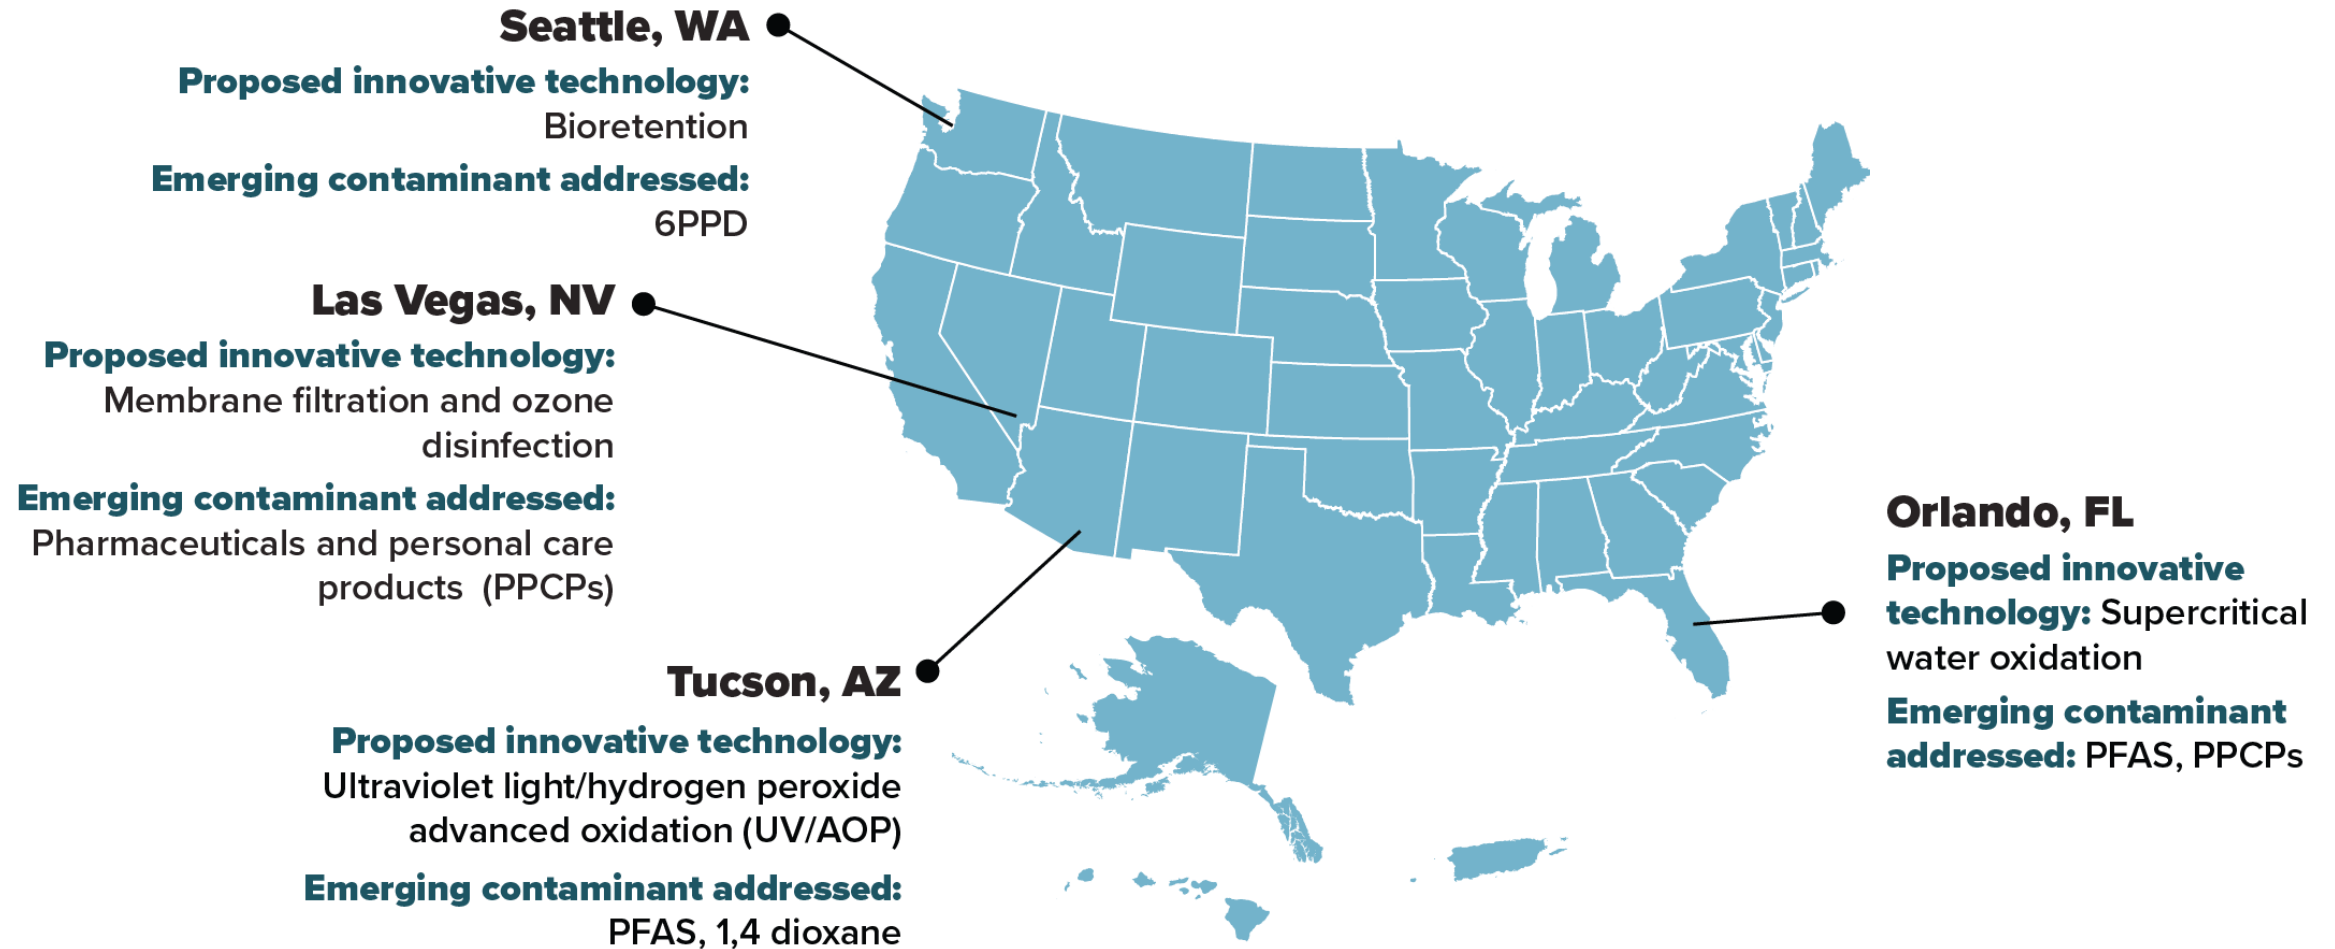 Seattle, WA
Proposed innovative technology:
Bioretention
Emerging contaminant addressed:
6PPD
Las Vegas, NV
Proposed innovative technology:
Membrane filtration and ozone
disinfection
Emerging contaminant addressed:
Pharmaceuticals and personal care
products (PPCPs)
Tucson, AZ
Proposed innovative technology:
Ultraviolet light/hydrogen peroxide
advanced oxidation (UV/AOP)
Emerging contaminant addressed:
PFAS, 1,4 dioxane
Orlando, FL
Proposed innovative
technology: Supercritical
water oxidation
Emerging contaminant
addressed: PFAS, PPCPs